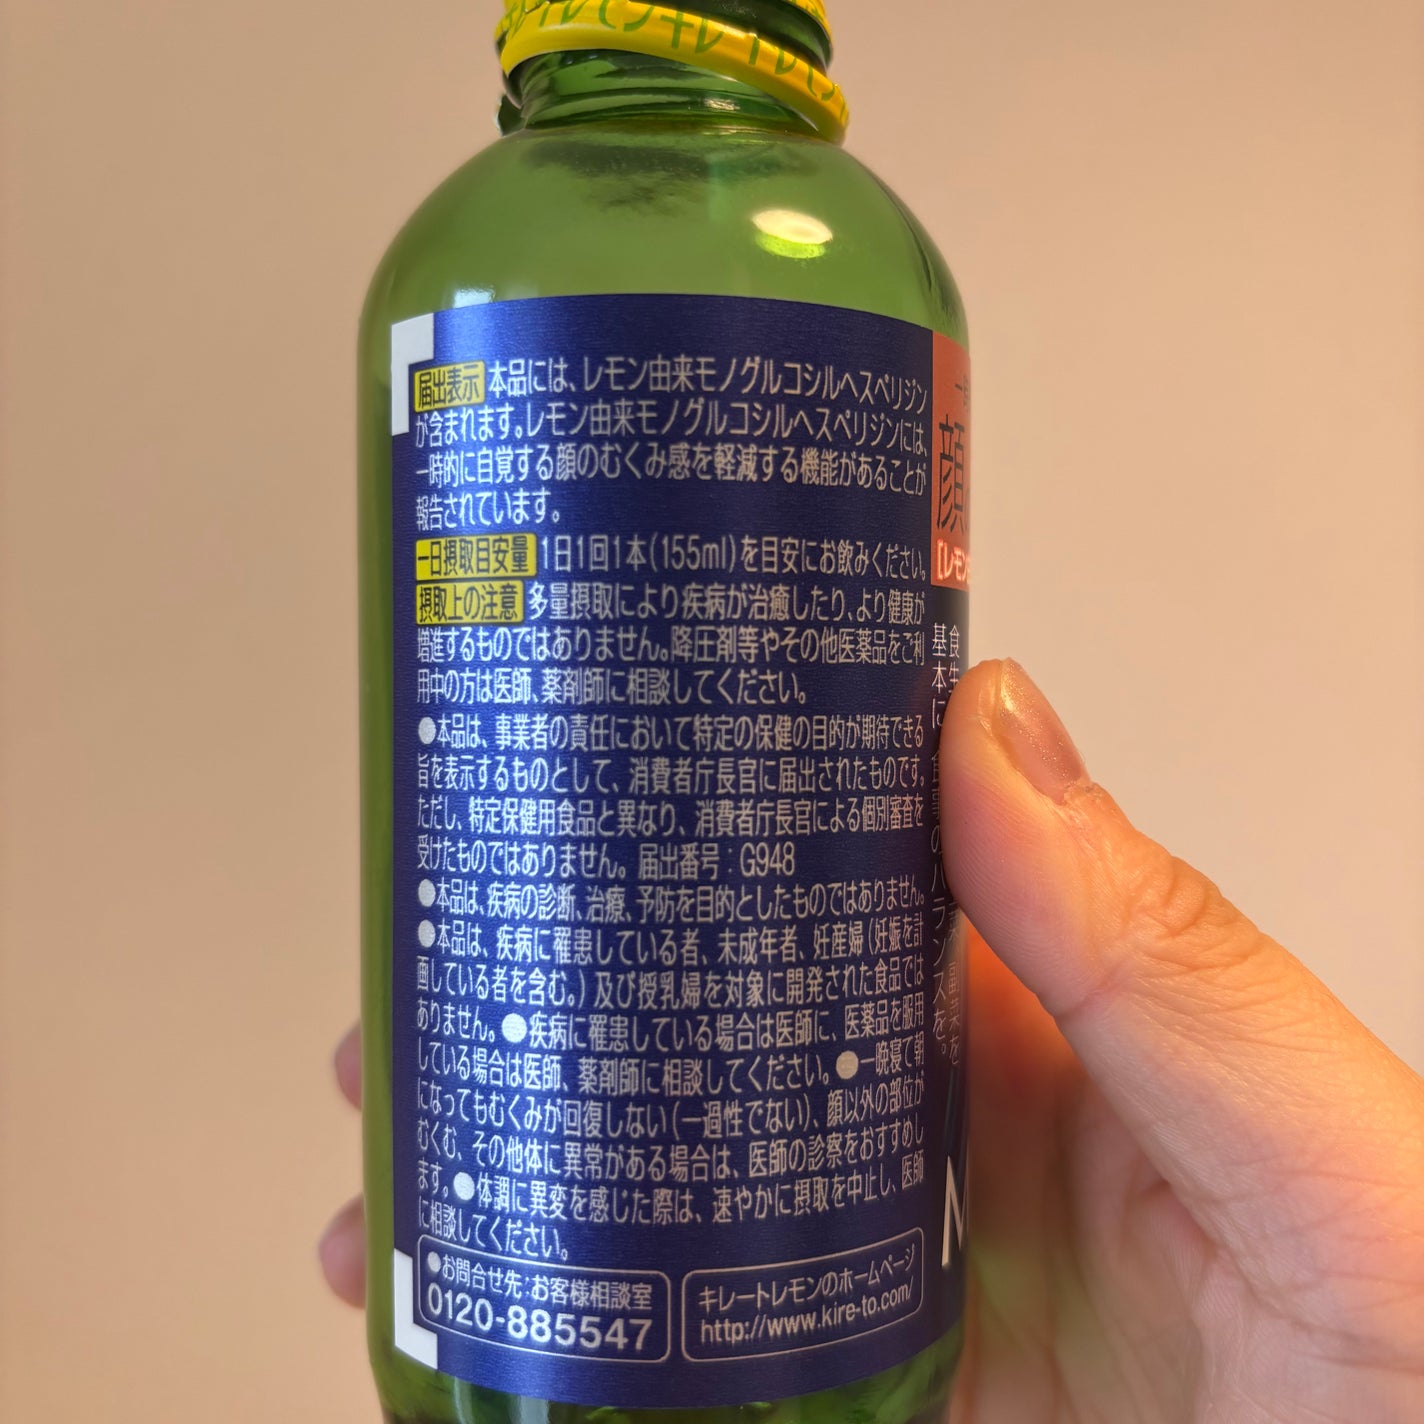 キレートレモン
届出表示 本品には、レモン由来モノグルコシルヘスペリジン
が含まれます。レモン由来モノグルコシルヘスペリジンには、
一時的に自覚する顔のむくみ感を軽減する機能があることが
報告されています。
一日摂取目安量 1日1回1本(155ml)を目安にお飲みください。
摂取上の注意 多量摂取により疾病が治癒したり、より健康が
増進するものではありません。降圧剤等やその他医薬品をご利
用中の方は医師、薬剤師に相談してください。
●本品は、事業者の責任において特定の保健の目的が期待できる
旨を表示するものとして、消費者庁長官に届出されたものです。
ただし、特定保健用食品と異なり、消費者庁長官による個別審査を
受けたものではありません。届出番号:G948
●本品は、疾病の診断、治療、予防を目的としたものではありません。
●本品は、疾病に罹患している者、未成年者、妊産婦(妊娠を計
画している者を含む。)及び授乳婦を対象に開発された食品では
ありません。●疾病に罹患している場合は医師に、医薬品を服用
している場合は医師、薬剤師に相談してください。●一晩寝て朝
になってもむくみが回復しない(一過性でない)、顔以外の部位が
むくむ、その他体に異常がある場合は、医師の診察をおすすめし
ます。●体調に異変を感じた際は、速やかに摂取を中止し、医師
に相談してください。
●お問合せ先:お客様相談室
0120-885547
キレートレモンのホームページ
http://www.kire-to.com/
顔
[レモン
食生
基本に
のバランスを。
副菜を